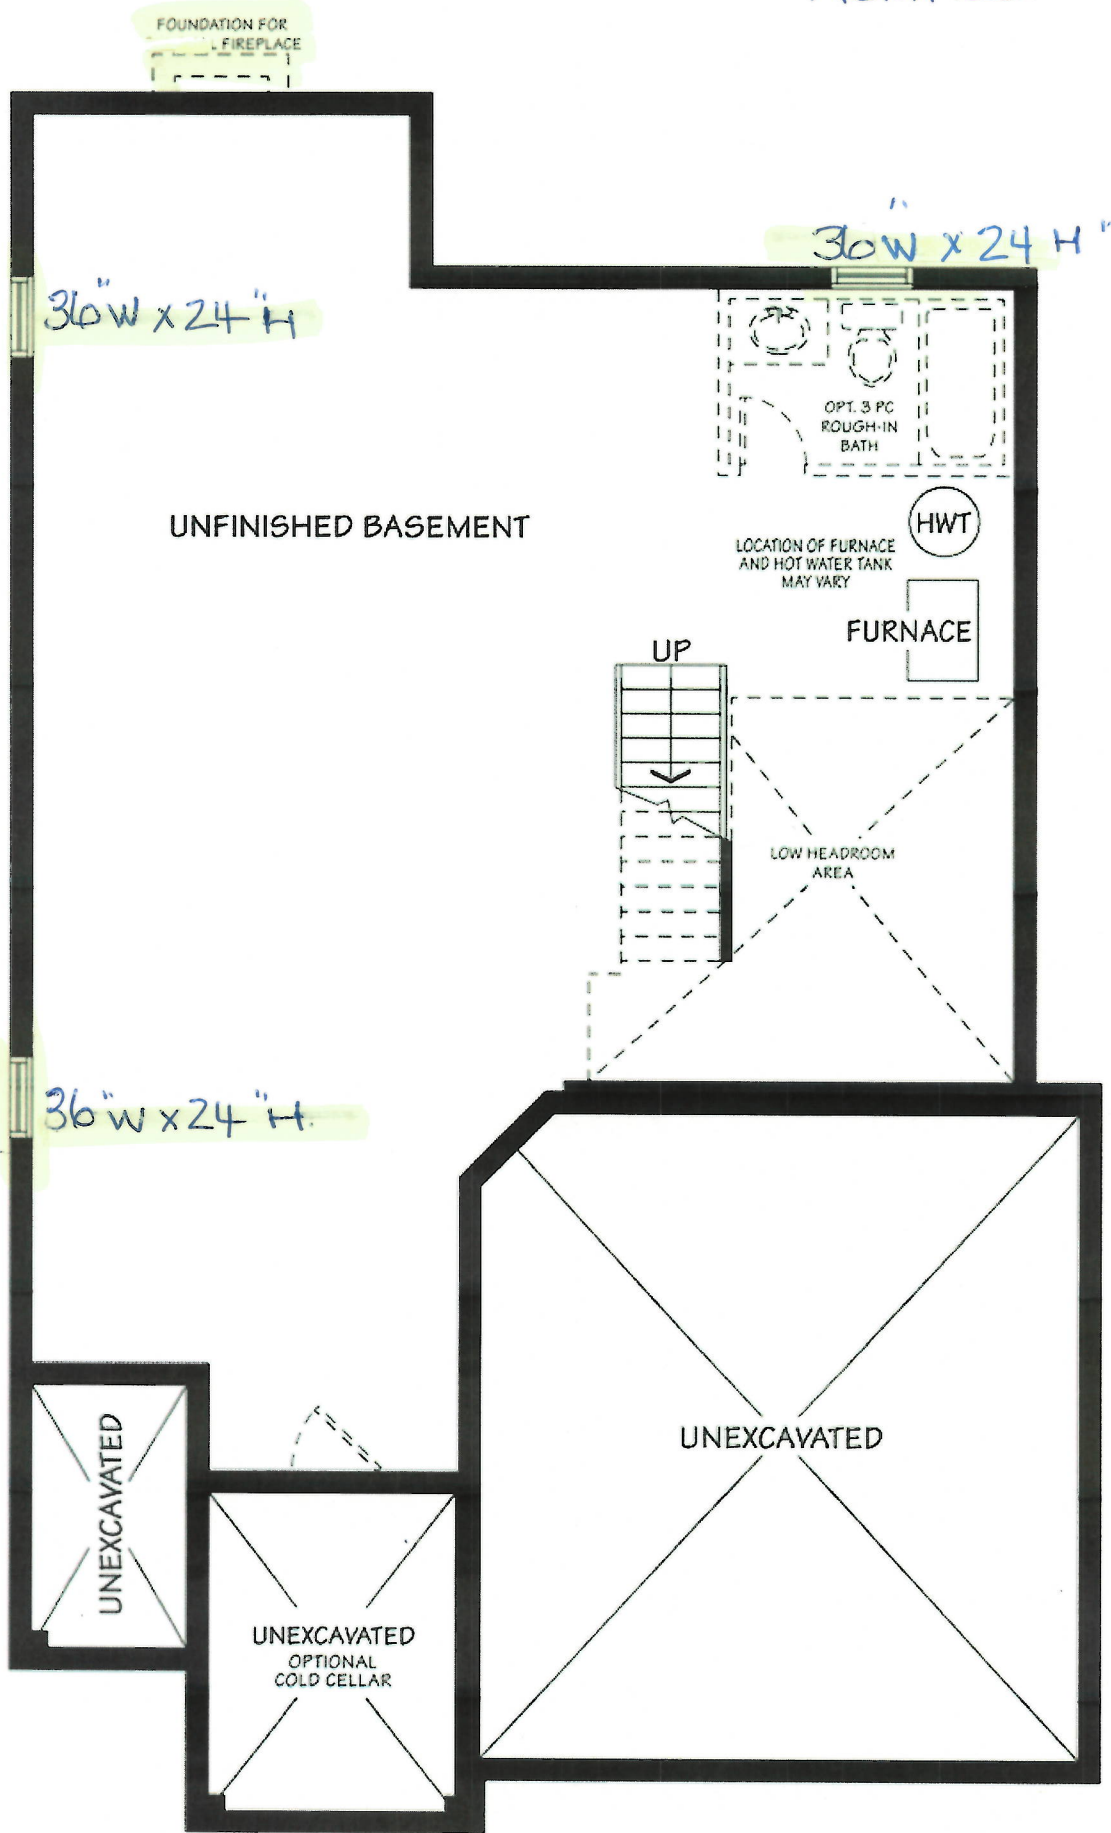 FOUNDATION FOR
FIREPLACE
36"W x 24 H"
36"W x 24"H
OPT. 3 PC
ROUGH-IN
BATH
UNFINISHED BASEMENT
HWT
LOCATION OF FURNACE
AND HOT WATER TANK
MAY VARY
FURNACE
UP
LOW HEADROOM
AREA
36"W x 24"H.
UNEXCAVATED
UNEXCAVATED
UNEXCAVATED
OPTIONAL
COLD CELLAR